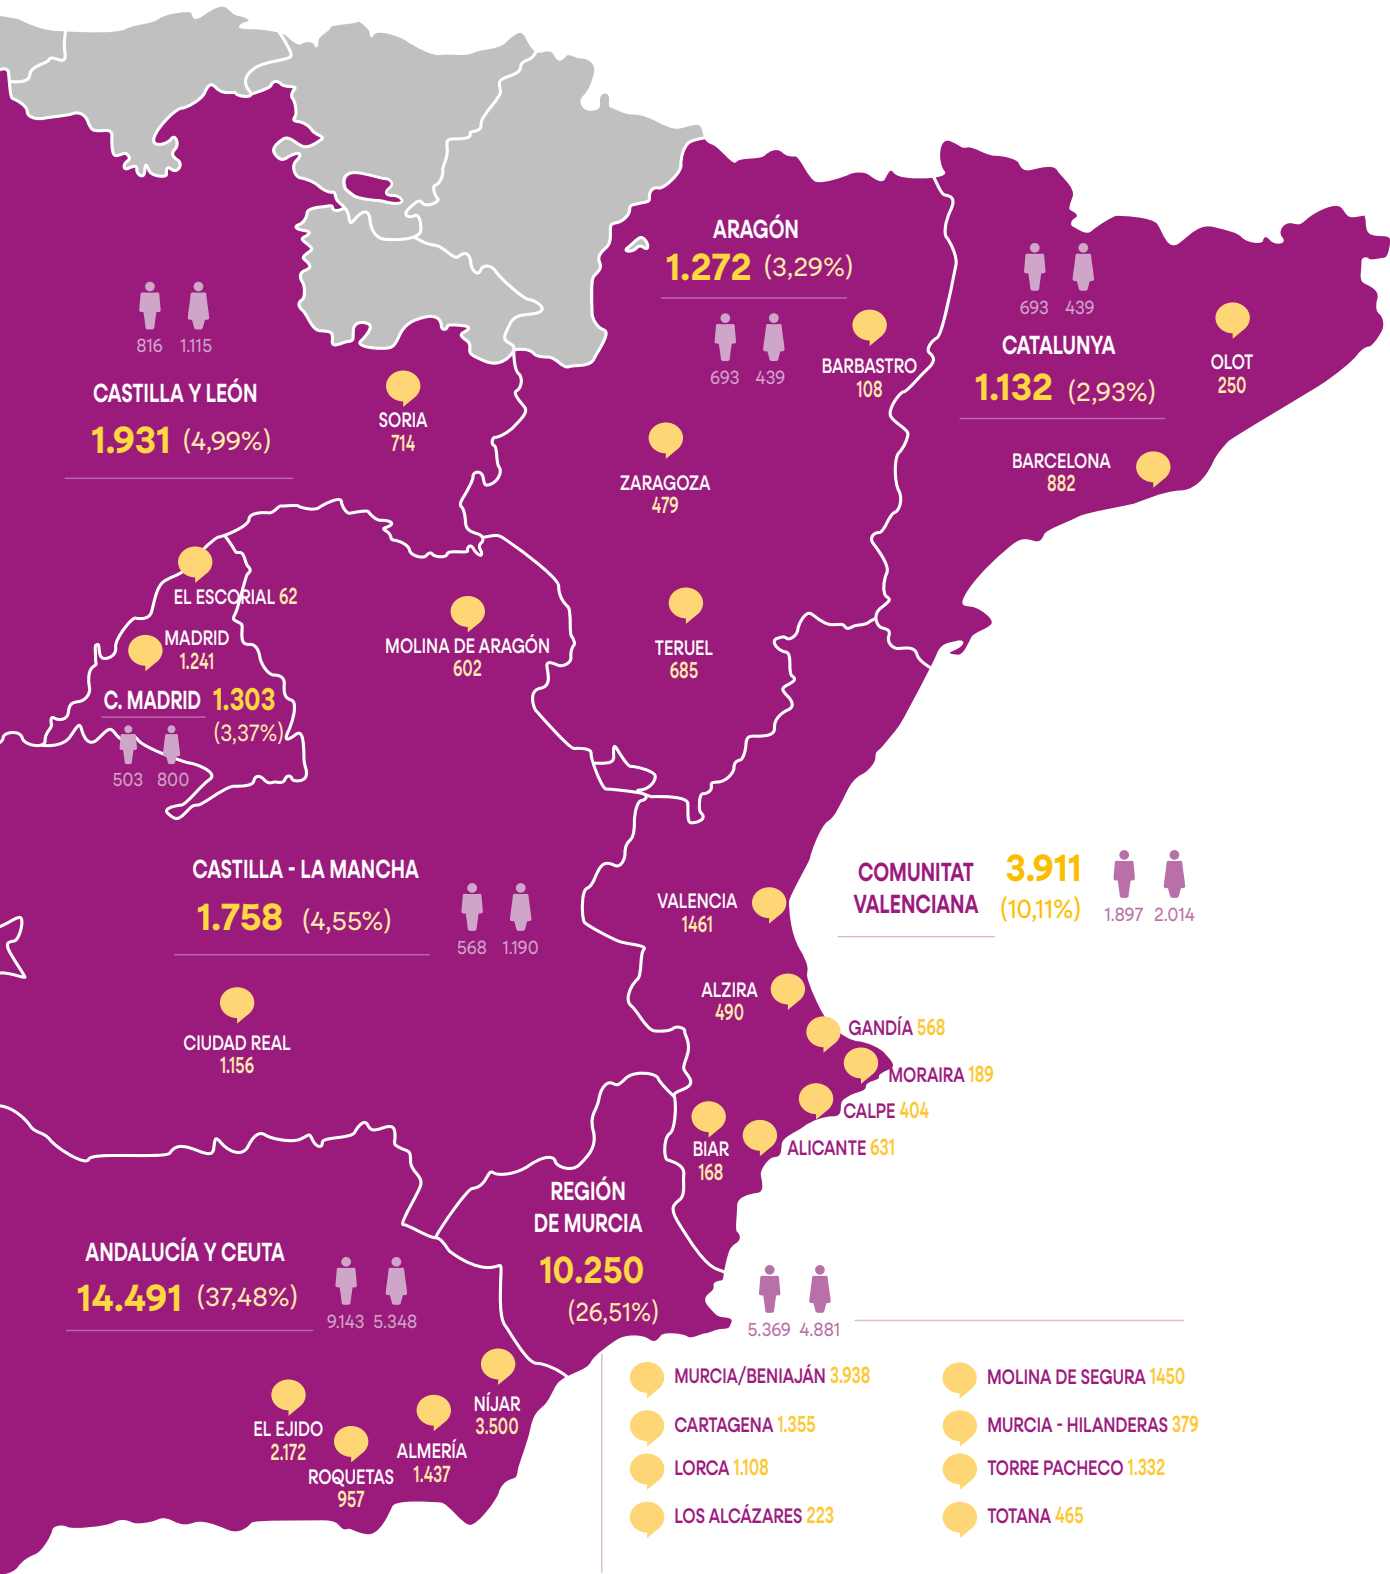 ARAGÓN
1.272 (3,29%)
693 439
BARBASTRO
108
ZARAGOZA
479
TERUEL
685
693 439
CATALUNYA
1.132 (2,93%)
OLOT
250
BARCELONA
882
816 1.115
CASTILLA Y LEÓN
1.931 (4,99%)
SORIA
714
EL ESCORIAL 62
MADRID
1.241
C. MADRID 1.303
(3,37%)
503 800
MOLINA DE ARAGÓN
602
CASTILLA - LA MANCHA
1.758 (4,55%)
568 1.190
CIUDAD REAL
1.156
COMUNITAT
VALENCIANA
3.911
(10,11%)
1.897 2.014
VALENCIA
1461
ALZIRA
490
GANDÍA 568
MORAIRA 189
CALPE 404
ALICANTE 631
BIAR
168
REGIÓN
DE MURCIA
10.250
(26,51%)
5.369 4.881
ANDALUCÍA Y CEUTA
14.491 (37,48%)
9.143 5.348
NÍJAR
3.500
EL EJIDO
2.172
ALMERÍA
1.437
ROQUETAS
957
MURCIA/BENIAJÁN 3.938
CARTAGENA 1.355
LORCA 1.108
LOS ALCÁZARES 223
MOLINA DE SEGURA 1450
MURCIA - HILANDERAS 379
TORRE PACHECO 1.332
TOTANA 465